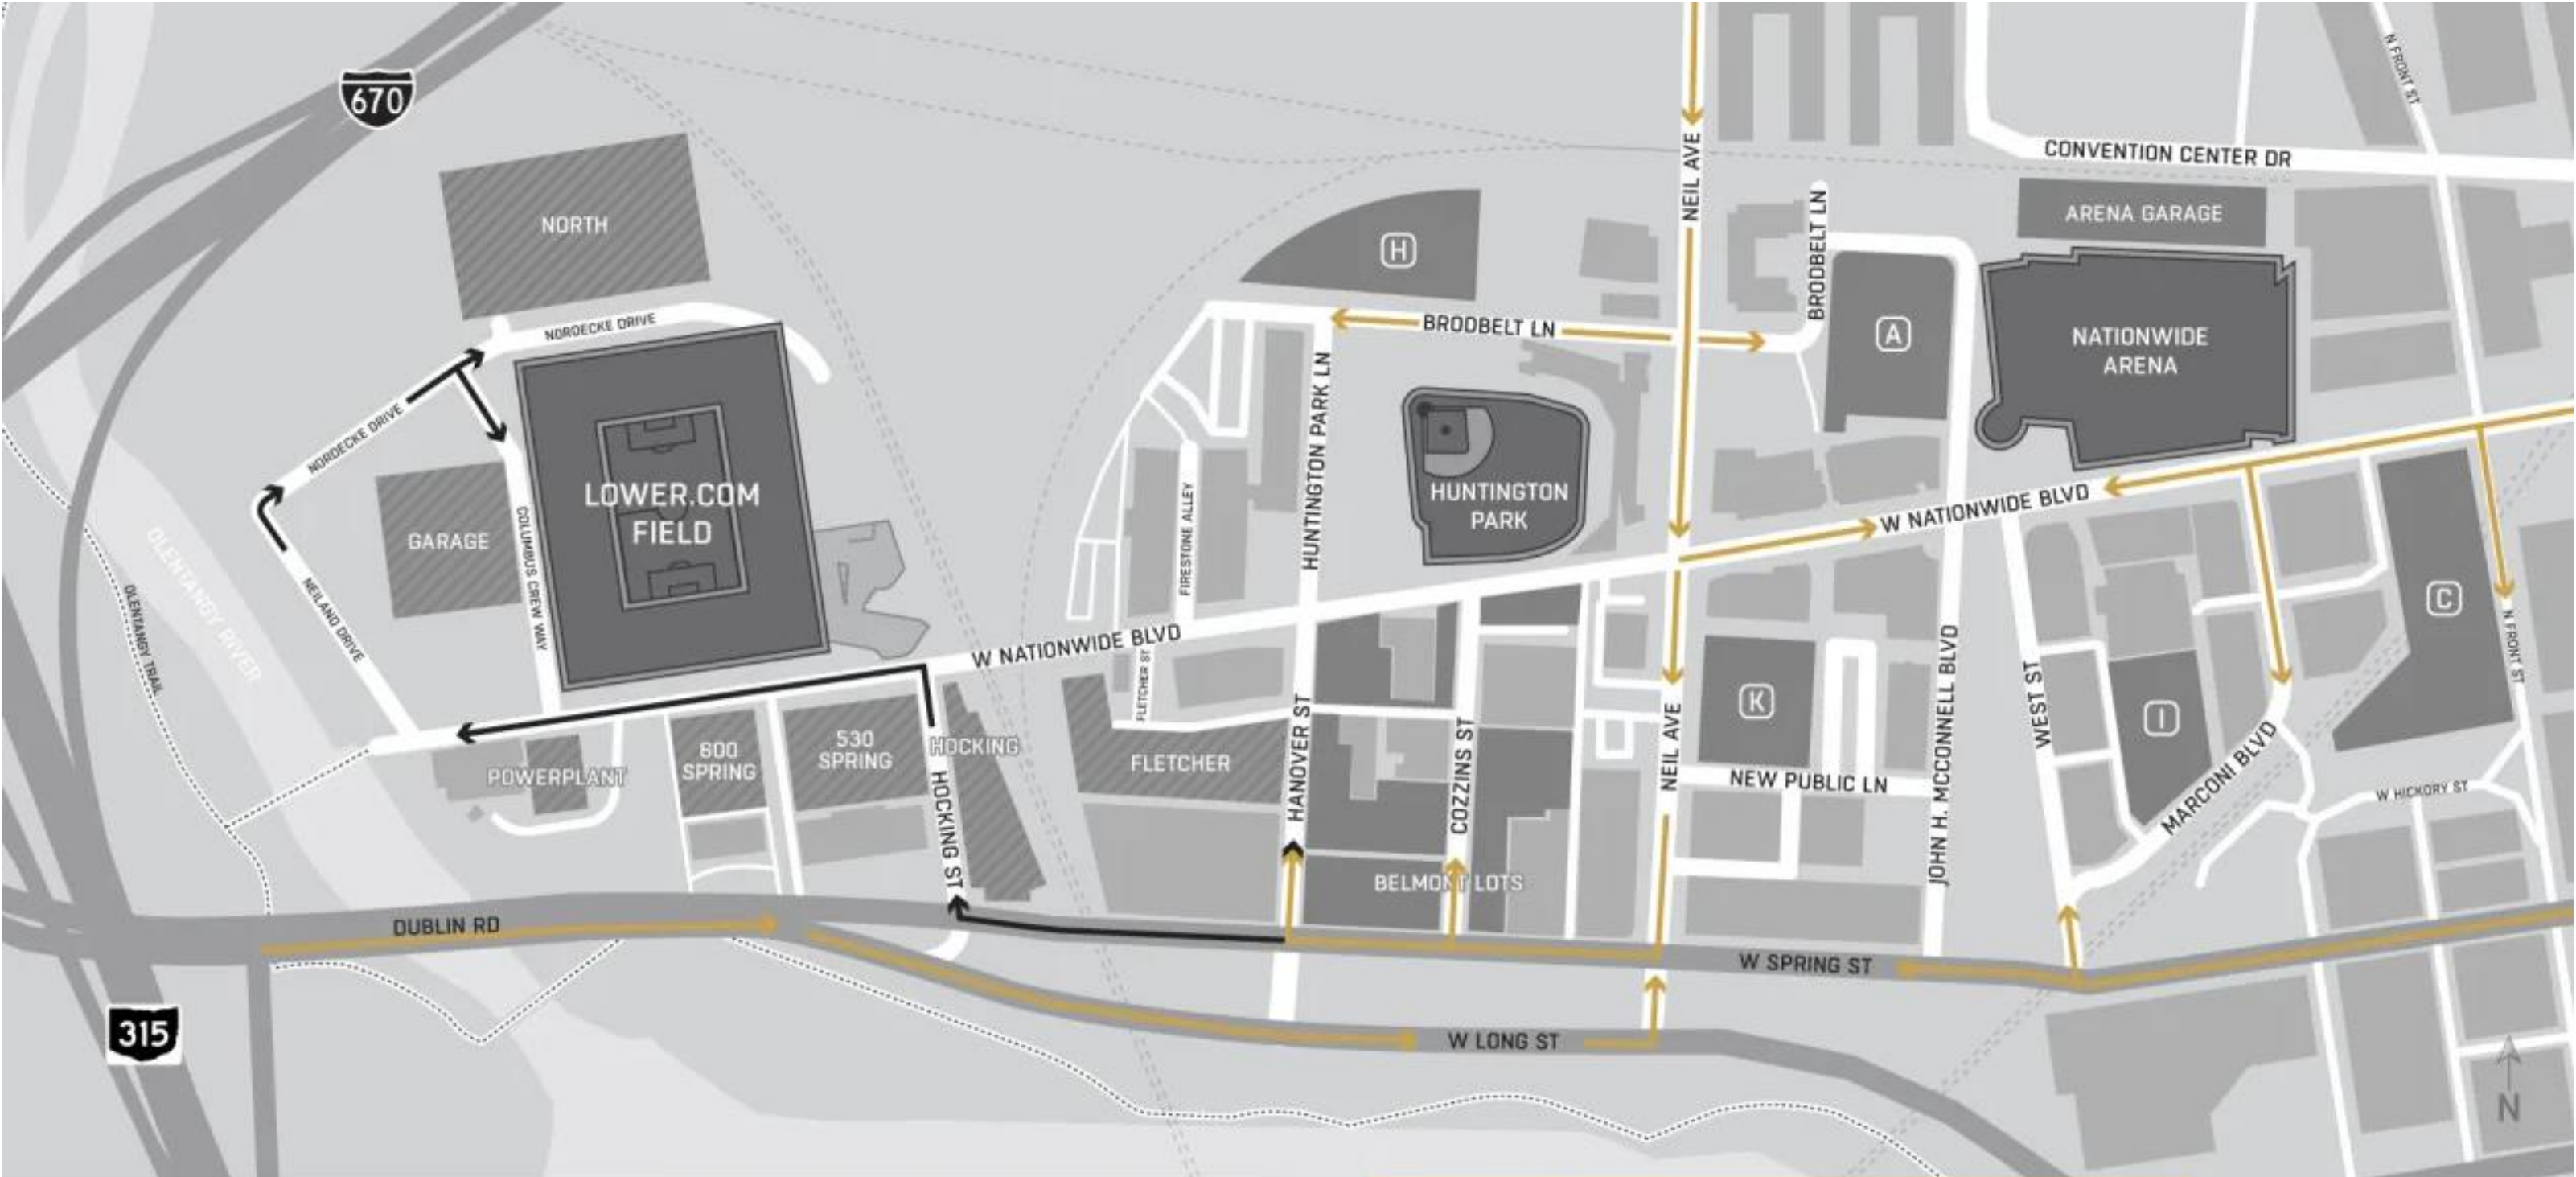 670
N FRONT ST
NEIL AVE
CONVENTION CENTER DR
NORTH
H
BRODBELT LN
ARENA GARAGE
NORDECKE DRIVE
BRODBELT LN
A
NATIONWIDE
ARENA
NORDECKE DRIVE
LOWER.COM
FIELD
GARAGE
COLUMBUS CREW WAY
FIRESTONE ALLEY
HUNTINGTON PARK LN
HUNTINGTON
PARK
W NATIONWIDE BLVD
OLENTANGY RIVER
OLENTANGY TRAIL
NEILAND DRIVE
W NATIONWIDE BLVD
FLETCHER ST
C
N FRONT ST
POWERPLANT
600
SPRING
530
SPRING
HOCKING
HOCKING ST
FLETCHER
HANOVER ST
COZZINS ST
NEIL AVE
K
NEW PUBLIC LN
JOHN H. MCCONNELL BLVD
WEST ST
I
MARCONI BLVD
W HICKORY ST
BELMONT LOTS
DUBLIN RD
W SPRING ST
W LONG ST
315
N